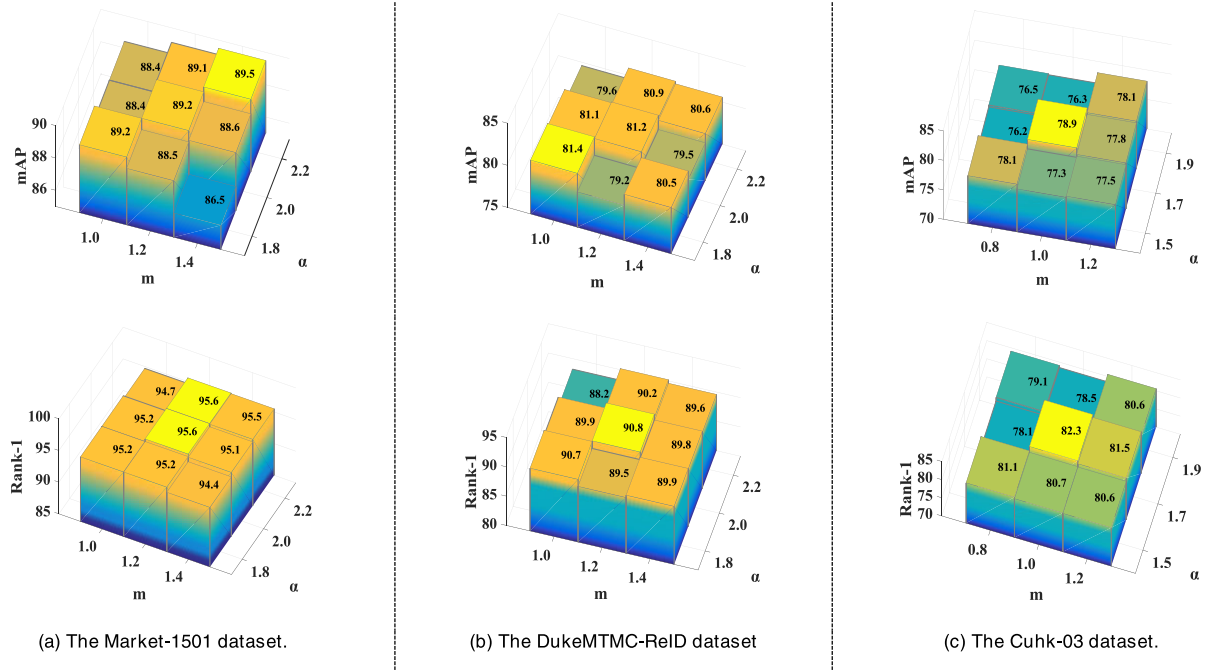 88.4 89.1 89.5
88.4 89.2 88.6
89.2 88.5 86.5
90
88
86
mAP
1.0 1.2 1.4
m
1.8 2.0 2.2
α
79.6 80.9 80.6
81.1 81.2 79.5
81.4 79.2 80.5
85
80
75
mAP
1.0 1.2 1.4
m
1.8 2.0 2.2
α
76.5 76.3 78.1
76.2 78.9 77.8
78.1 77.3 77.5
85
80
75
70
mAP
0.8 1.0 1.2
m
1.5 1.7 1.9
α
94.7 95.6 95.5
95.2 95.6 95.1
95.2 95.2 94.4
100
95
90
85
Rank-1
1.0 1.2 1.4
m
1.8 2.0 2.2
α
88.2 90.2 89.6
89.9 90.8 89.8
90.7 89.5 89.9
95
90
85
80
Rank-1
1.0 1.2 1.4
m
1.8 2.0 2.2
α
79.1 78.5 80.6
78.1 82.3 81.5
81.1 80.7 80.6
85
80
75
70
Rank-1
0.8 1.0 1.2
m
1.5 1.7 1.9
α
(a) The Market-1501 dataset.
(b) The DukeMTMC-ReID dataset
(c) The Cuhk-03 dataset.